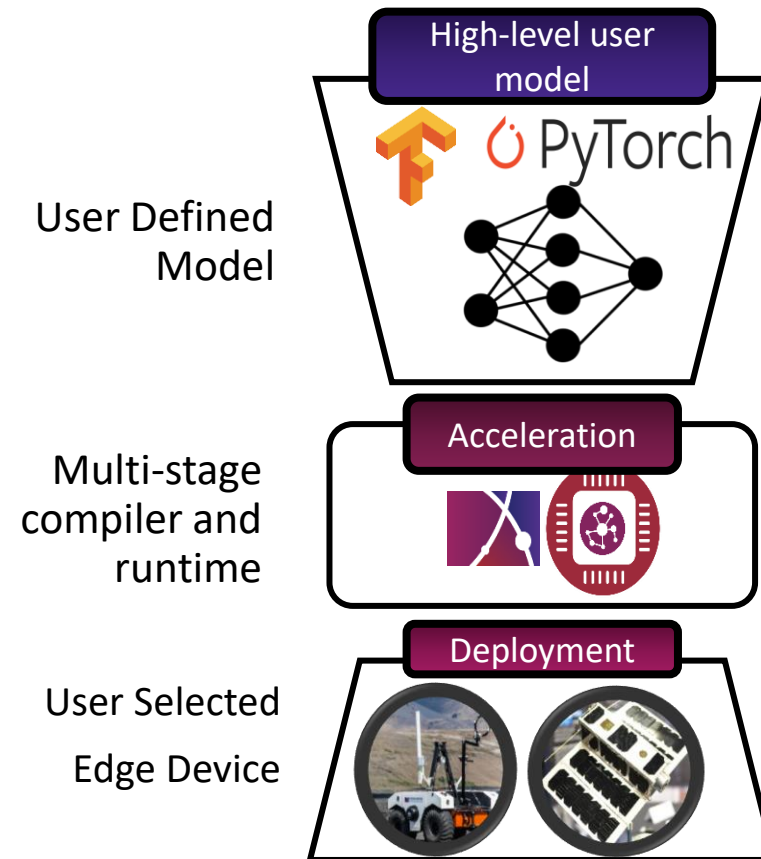 High-level user
model
PyTorch
User Defined
Model
Acceleration
Multi-stage
compiler and
runtime
Deployment
User Selected
Edge Device